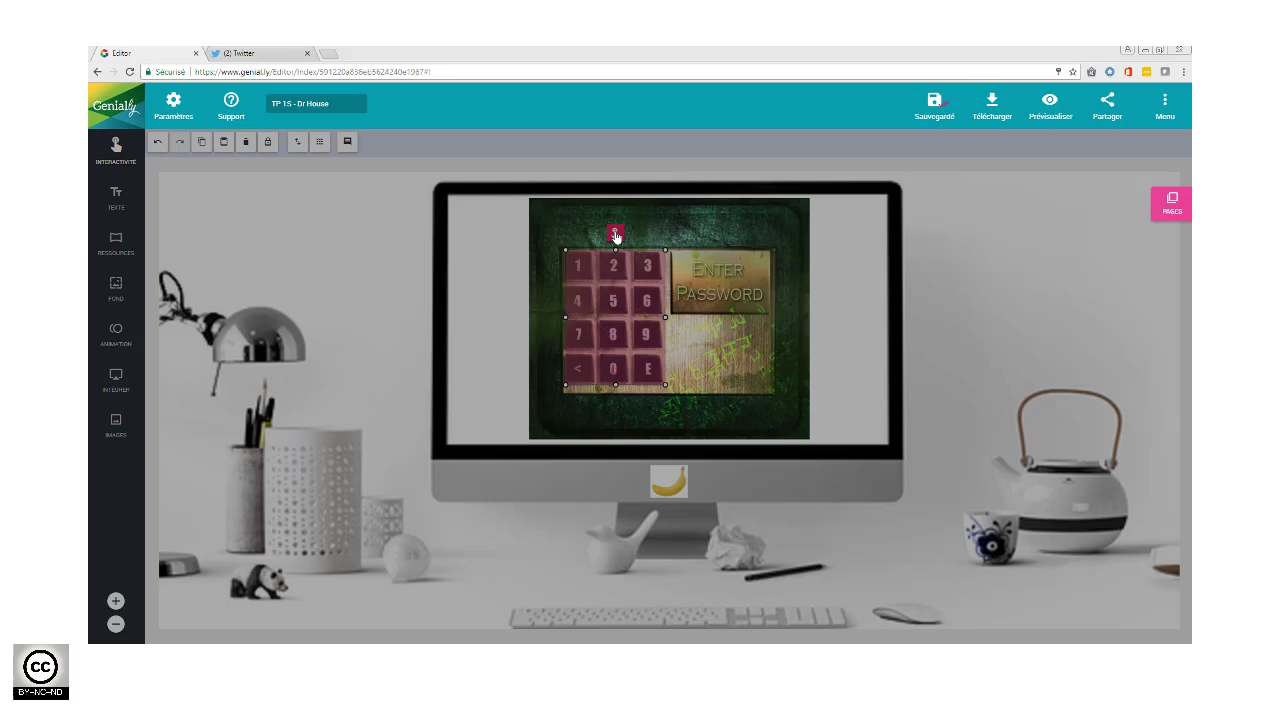 Editor
(2) Twitter
Sécurisé
https://www.genial.ly/Editor/Index/591220a836eb5624240e1967#!
Genially
Paramètres
Support
TP 1S - Dr House
Sauvegardé
Télécharger
Prévisualiser
Partager
Menu
INTERACTIVITÉ
TEXTE
RESSOURCES
FOND
ANIMATION
INTÉGRER
IMAGES
PAGES
1 2 3
4 5 6
7 8 9
< 0 E
ENTER
PASSWORD
cc
BY-NC-ND